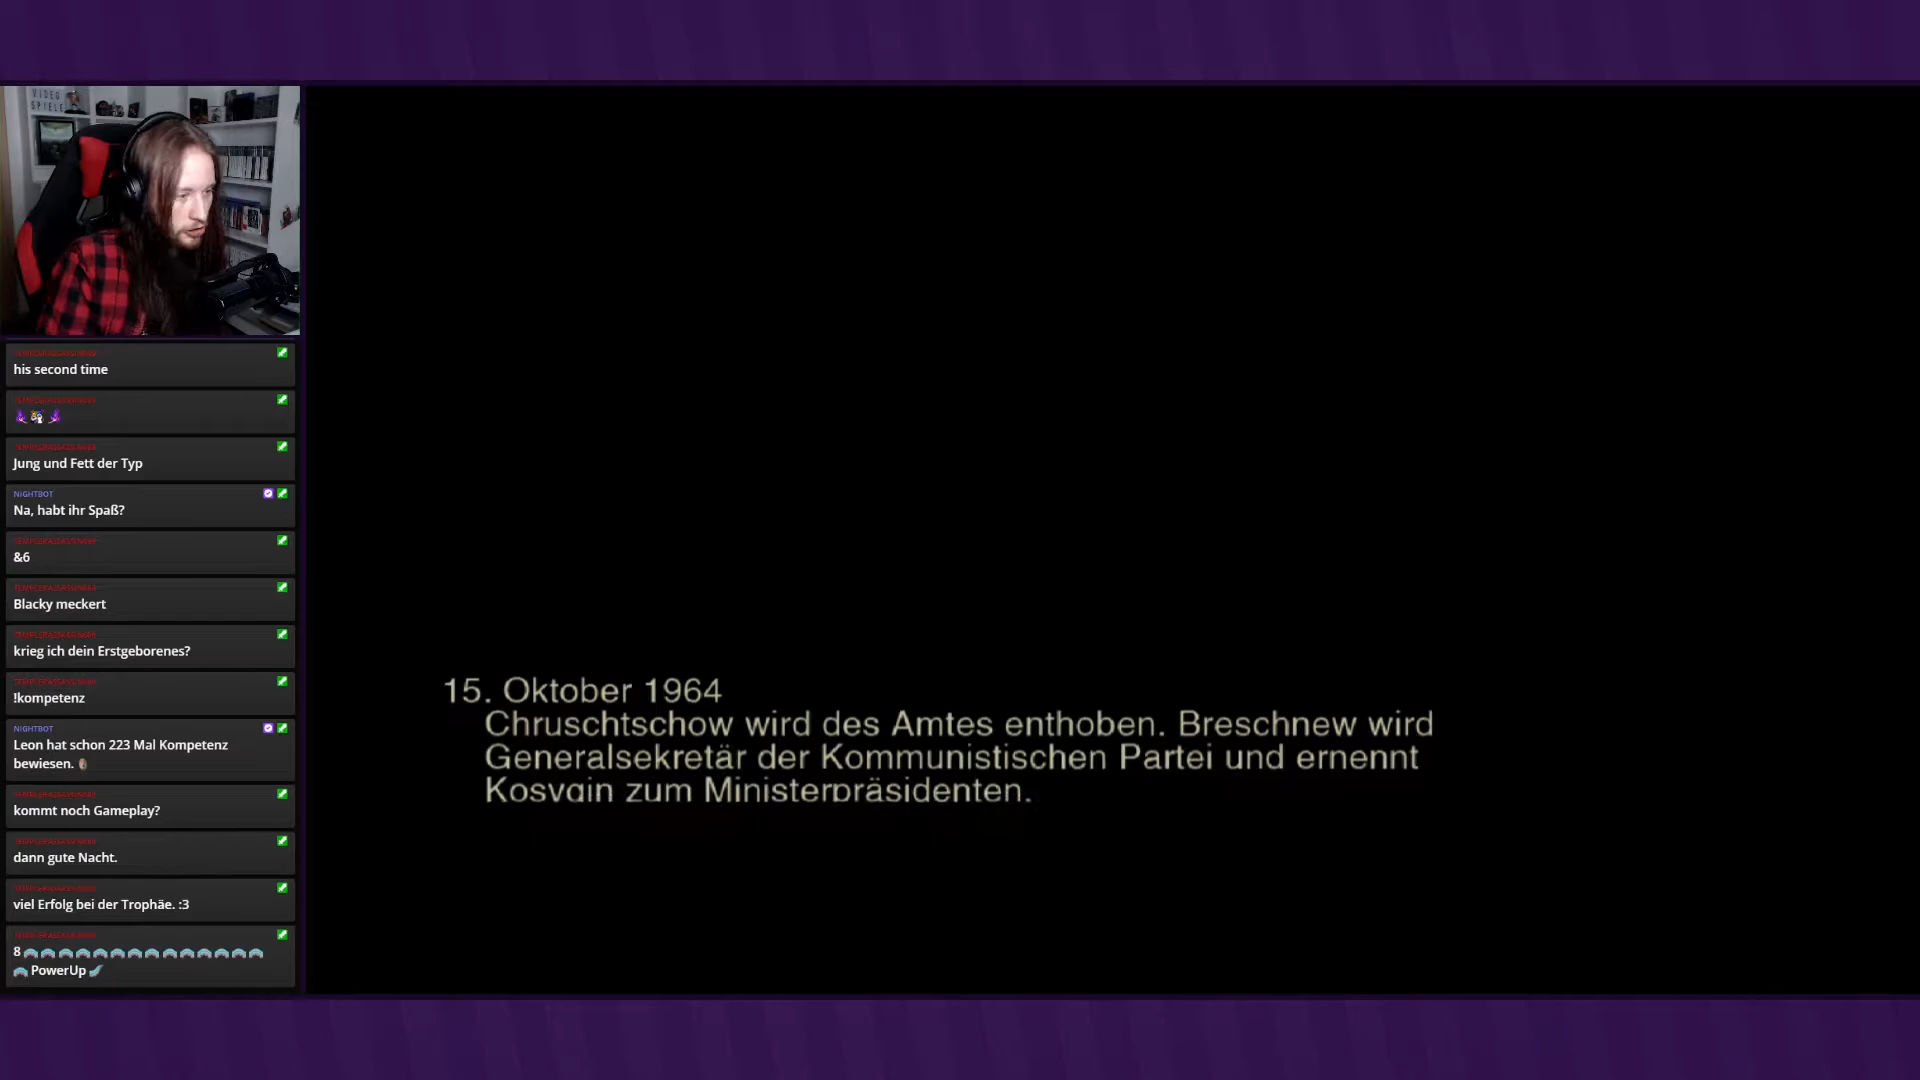 VIDEO
SPIELE
his second time
Jung und Fett der Typ
NIGHTBOT
Na, habt ihr Spaß?
&6
Blacky meckert
krieg ich dein Erstgeborenes?
!kompetenz
NIGHTBOT
Leon hat schon 223 Mal Kompetenz
bewiesen.
kommt noch Gameplay?
dann gute Nacht.
viel Erfolg bei der Trophäe. :3
8
PowerUp
15. Oktober 1964
Chruschtschow wird des Amtes enthoben. Breschnew wird
Generalsekretär der Kommunistischen Partei und ernennt
Kosygin zum Ministerpräsidenten.